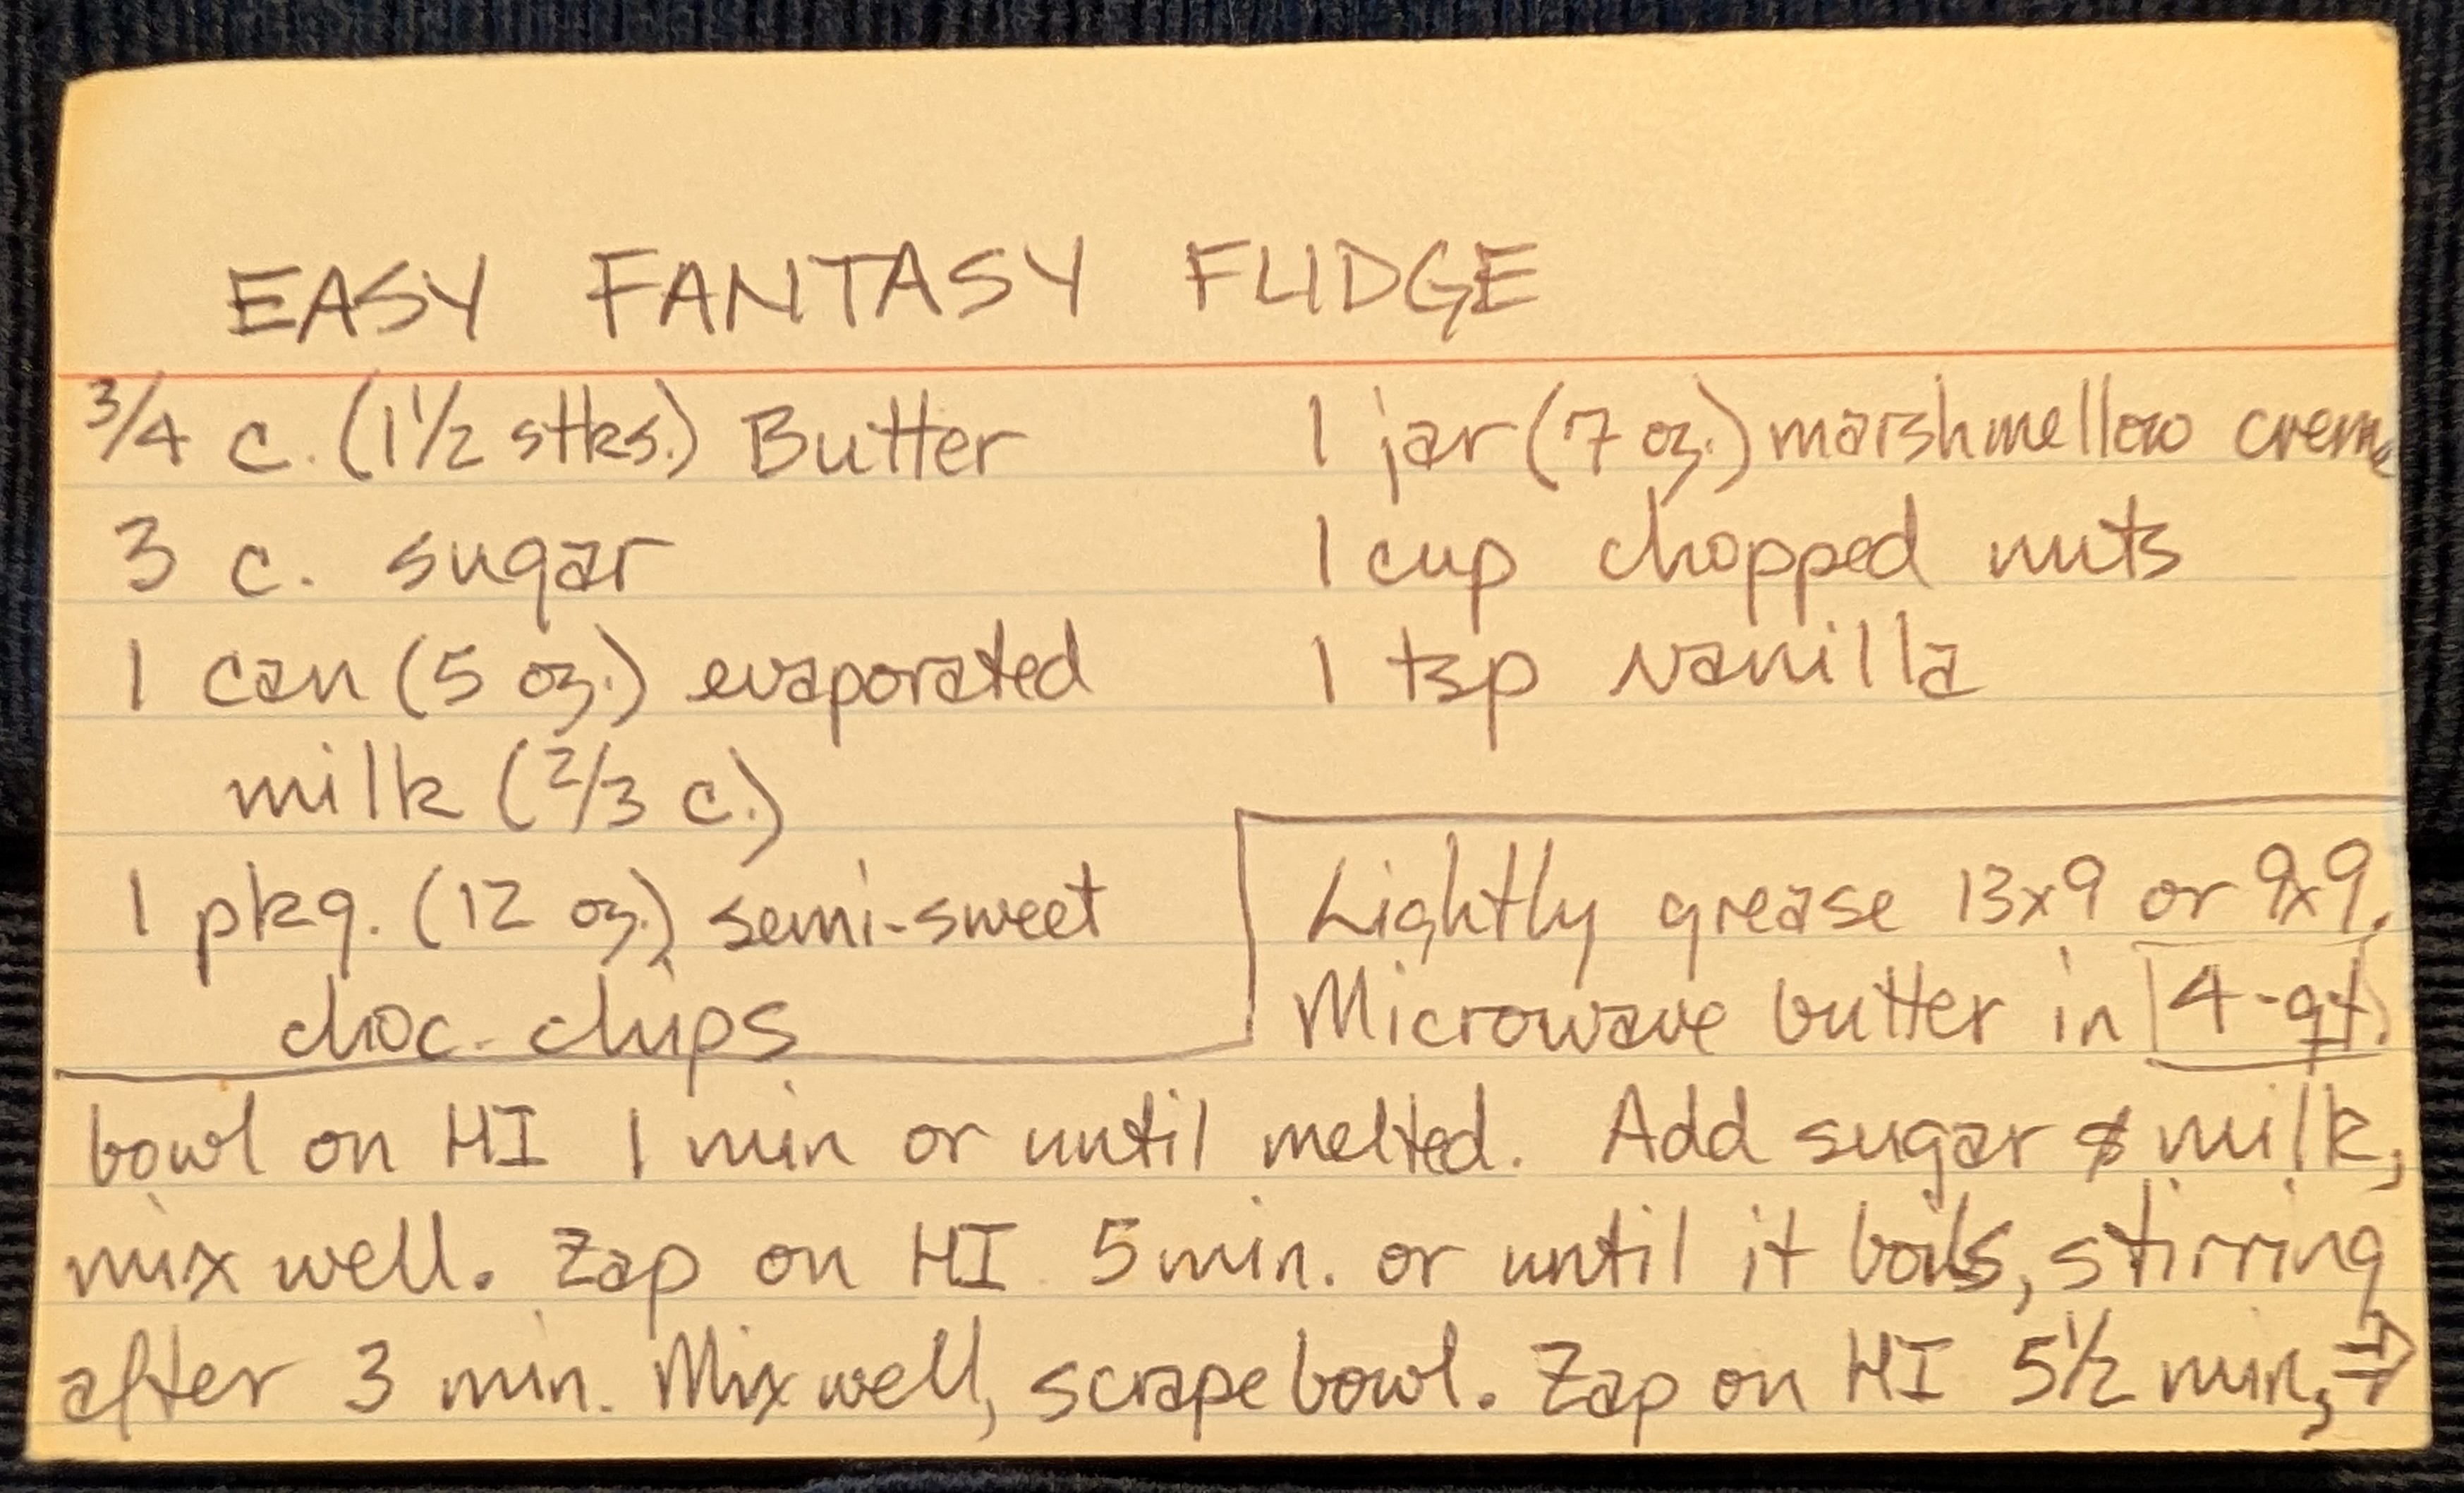 EASY FANTASY FUDGE
3/4 c. (1 1/2 stks.) Butter
3 c. sugar
1 can (5 oz.) evaporated
milk (2/3 c.)
1 pkg. (12 oz.) semi-sweet
choc. chips
1 jar (7 oz.) marshmellow creme
1 cup chopped nuts
1 tsp vanilla
Lightly grease 13x9 or 9x9.
Microwave butter in 4-qt.
bowl on HI 1 min or until melted. Add sugar & milk,
mix well. Zap on HI 5 min. or until it boils, stirring
after 3 min. Mix well, scrape bowl. Zap on HI 5 1/2 min, ⇒